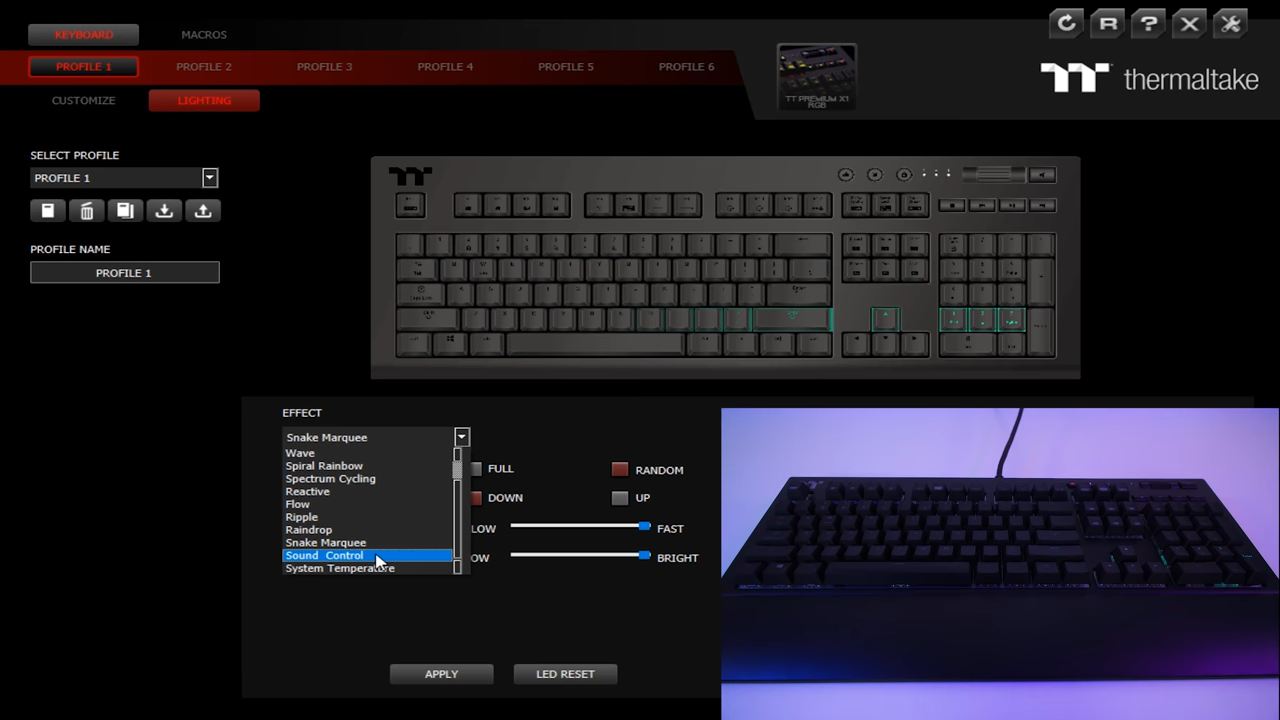 KEYBOARD MACROS
R ? X
PROFILE 1 PROFILE 2 PROFILE 3 PROFILE 4 PROFILE 5 PROFILE 6
thermaltake
TT PREMIUM X1
RGB
CUSTOMIZE LIGHTING
SELECT PROFILE
PROFILE 1
PROFILE NAME
PROFILE 1
EFFECT
Snake Marquee
Wave
Spiral Rainbow
Spectrum Cycling
Reactive
Flow
Ripple
Raindrop
Snake Marquee
Sound Control
System Temperature
FULL RANDOM
DOWN UP
LOW FAST
OW BRIGHT
APPLY LED RESET